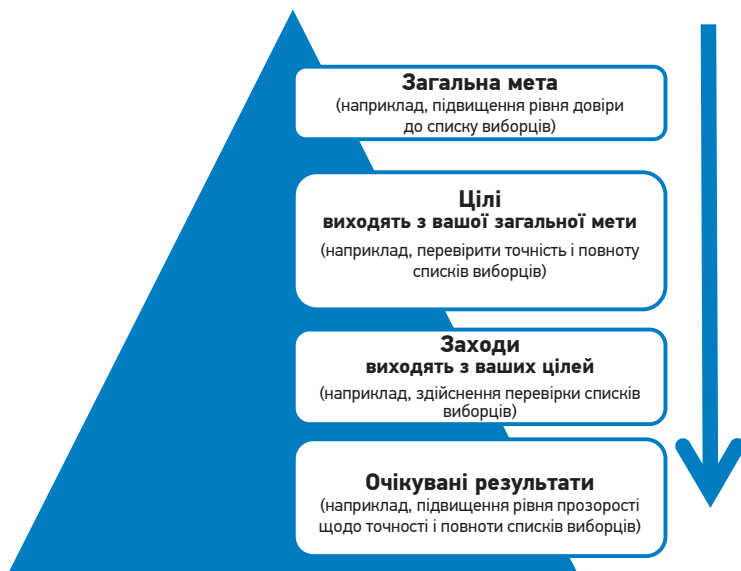 Загальна мета
(наприклад, підвищення рівня довіри
до списку виборців)
Цілі
виходять з вашої загальної мети
(наприклад, перевірити точність і повноту
списків виборців)
Заходи
виходять з ваших цілей
(наприклад, здійснення перевірки списків
виборців)
Очікувані результати
(наприклад, підвищення рівня прозорості
щодо точності і повноти списків виборців)